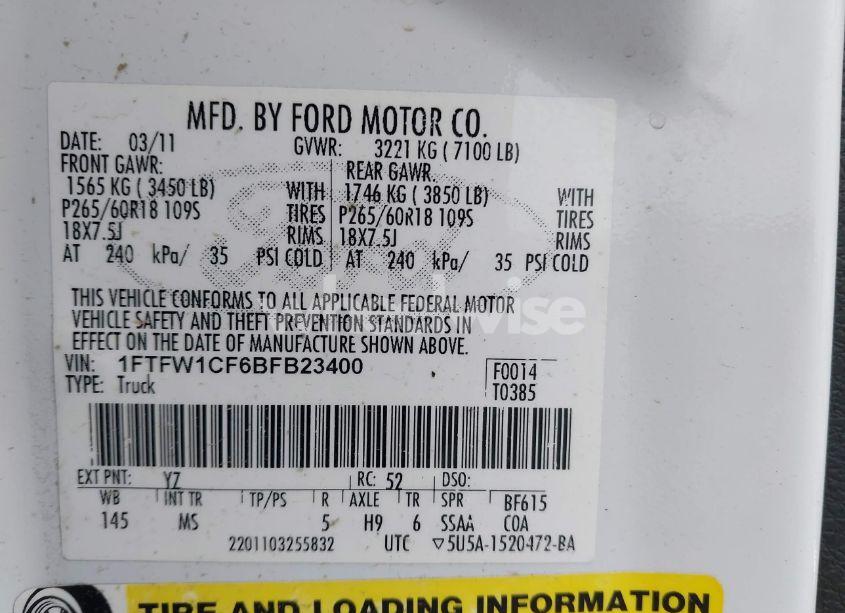 MFD. BY FORD MOTOR CO.
DATE: 03/11 GVWR: 3221 KG ( 7100 LB)
FRONT GAWR: REAR GAWR.
1565 KG ( 3450 LB) WITH 1746 KG ( 3850 LB) WITH
P265/60R18 109S TIRES P265/60R18 109S TIRES
18X7.5J RIMS 18X7.5J RIMS
AT 240 kPa/ 35 PSI COLD AT 240 kPa/ 35 PSI COLD
THIS VEHICLE CONFORMS TO ALL APPLICABLE FEDERAL MOTOR
VEHICLE SAFETY AND THEFT PREVENTION STANDARDS IN
EFFECT ON THE DATE OF MANUFACTURE SHOWN ABOVE.
VIN: 1FTFW1CF6BFB23400 F0014
TYPE: Truck T0385
EXT PNT: YZ RC: 52 DSO:
WB INT TR TP/PS R AXLE TR SPR BF615
145 MS 5 H9 6 SSAA COA
2201103255832 UTC ▽5U5A-1520472-BA
TIRE AND LOADING INFORMATION